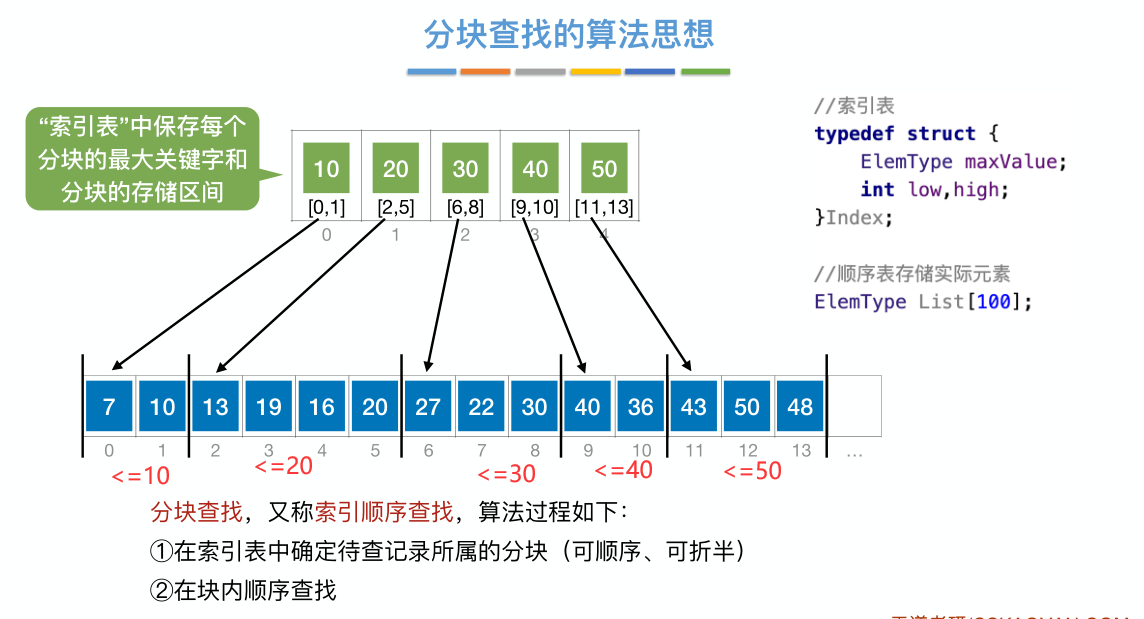 分块查找的算法思想
“索引表”中保存每个
分块的最大关键字和
分块的存储区间
10 20 30 40 50
[0,1] [2,5] [6,8] [9,10] [11,13]
0 1 2 3 4
//索引表
typedef struct {
ElemType maxValue;
int low,high;
}Index;
//顺序表存储实际元素
ElemType List[100];
7 10 13 19 16 20 27 22 30 40 36 43 50 48
0 1 2 3 4 5 6 7 8 9 10 11 12 13 ...
<=10 <=20 <=30 <=40 <=50
分块查找，又称索引顺序查找，算法过程如下：
①在索引表中确定待查记录所属的分块（可顺序、可折半）
②在块内顺序查找